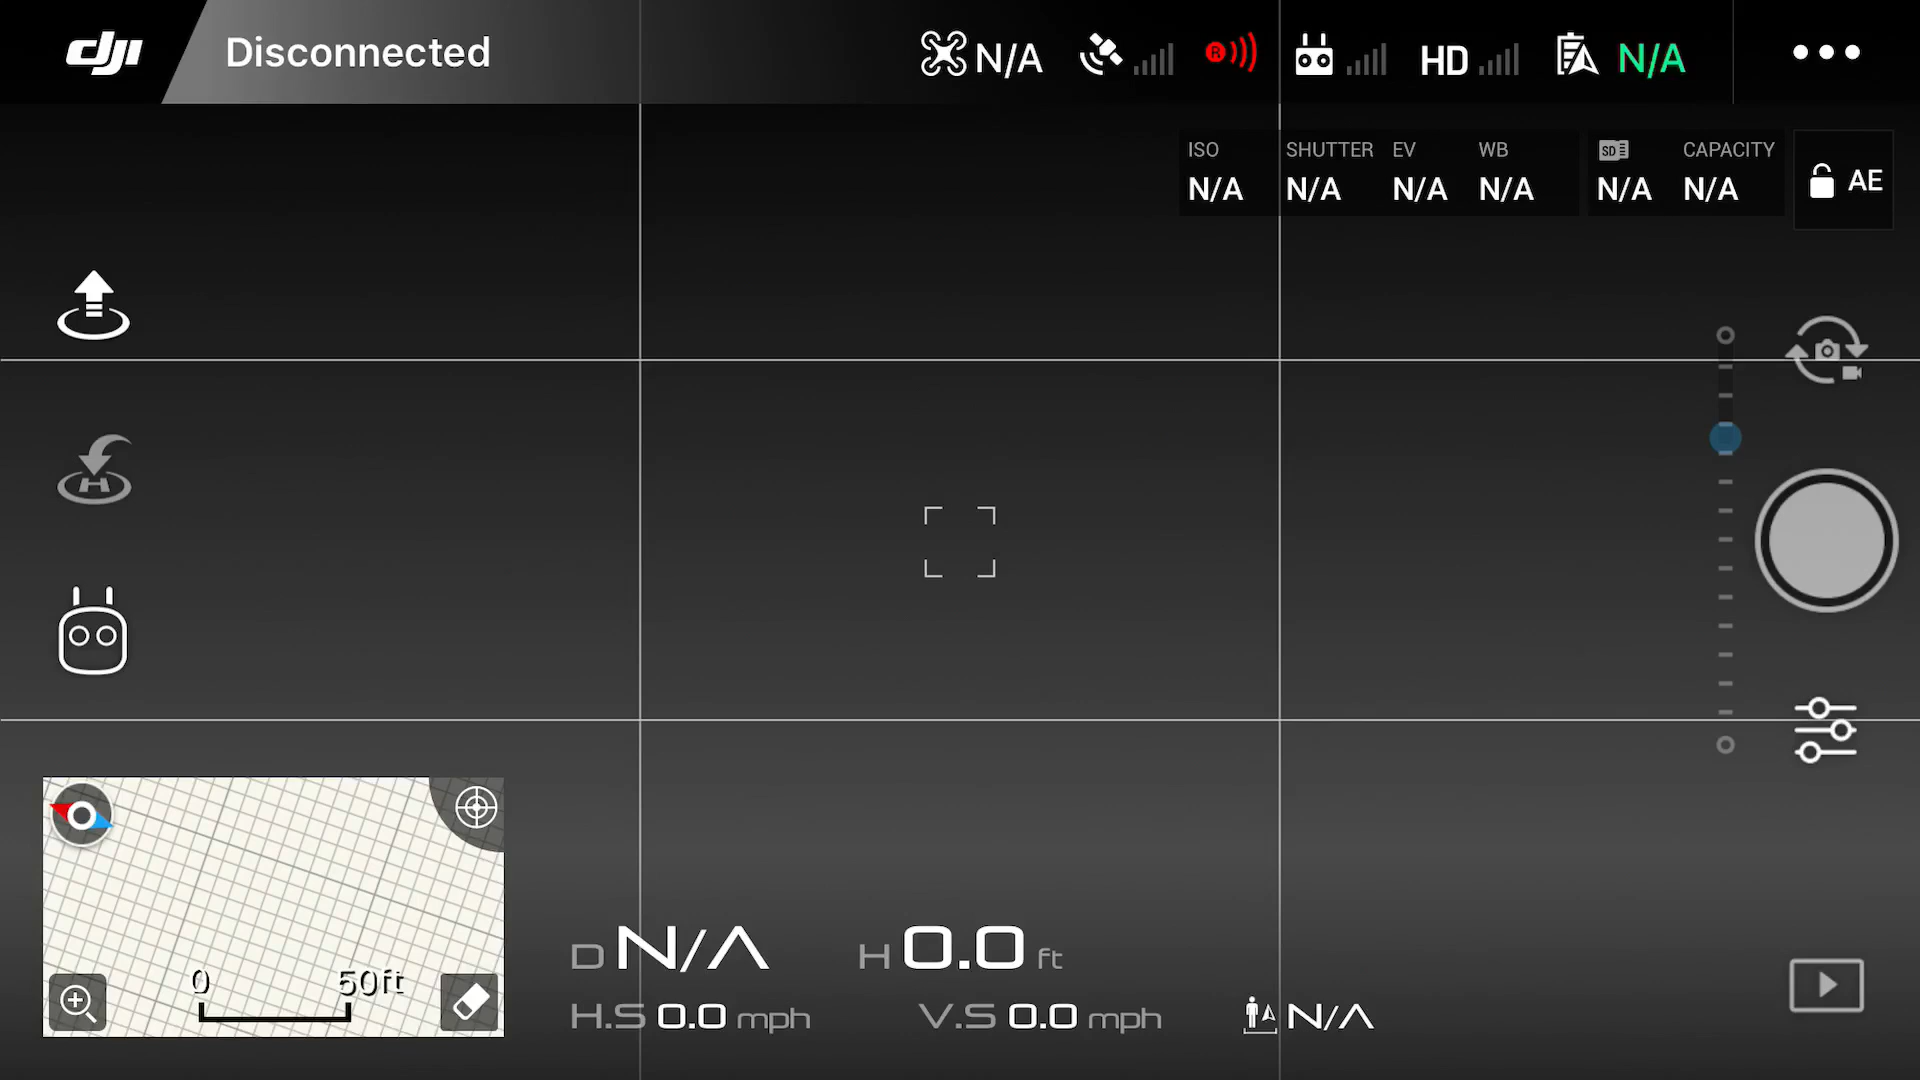 dji
Disconnected
N/A
R
HD
N/A
ISO
N/A
SHUTTER
N/A
EV
N/A
WB
N/A
SD
N/A
CAPACITY
N/A
AE
H
0
50ft
D N/A
H 0.0 ft
H.S 0.0 mph
V.S 0.0 mph
N/A